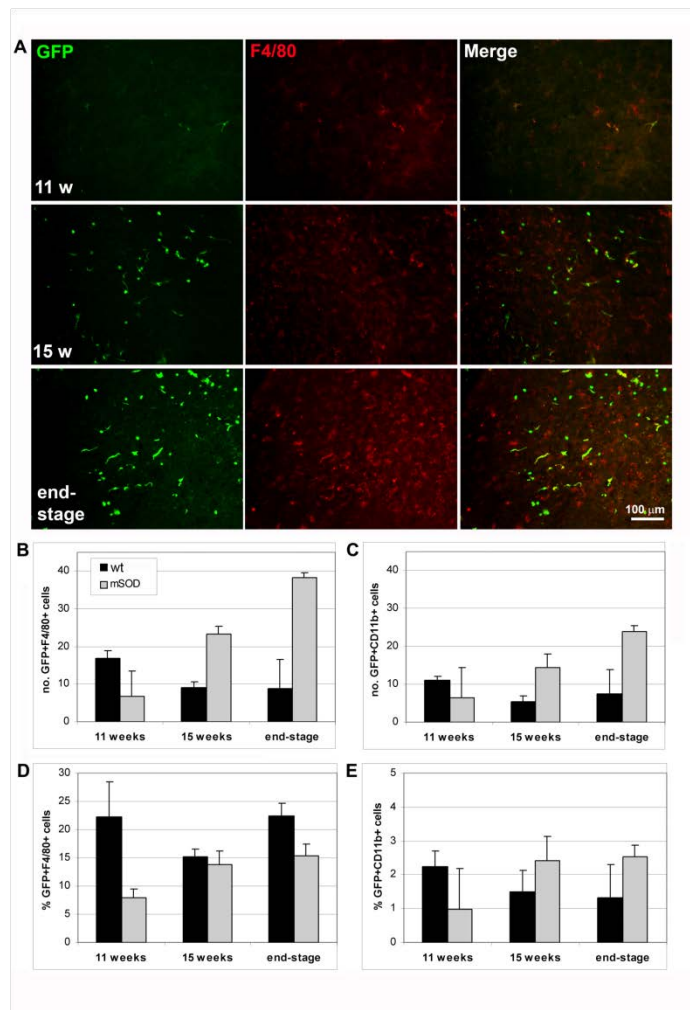 A
GFP
F4/80
Merge
11 w
15 w
end-
stage
100 µm
B
no. GFP+F4/80+ cells
40
30
20
10
0
wt
mSOD
11 weeks
15 weeks
end-stage
C
no. GFP+CD11b+ cells
40
30
20
10
0
11 weeks
15 weeks
end-stage
D
% GFP+F4/80+ cells
30
25
20
15
10
5
0
11 weeks
15 weeks
end-stage
E
% GFP+CD11b+ cells
5
4
3
2
1
0
11 weeks
15 weeks
end-stage